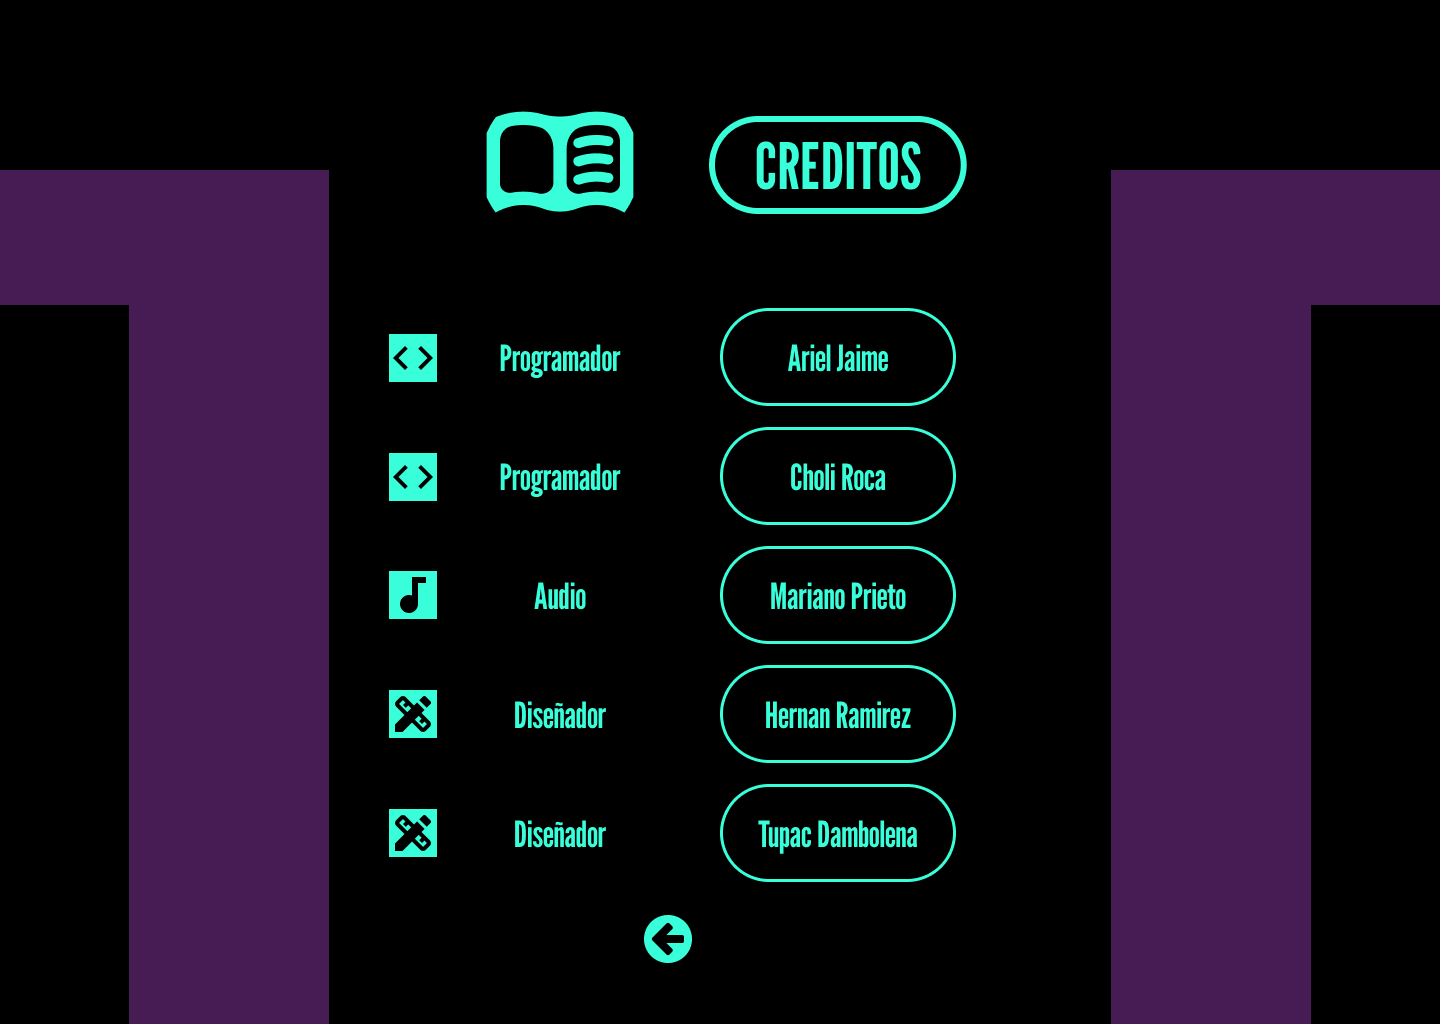 CREDITOS
Programador Ariel Jaime
Programador Choli Roca
Audio Mariano Prieto
Diseñador Hernan Ramirez
Diseñador Tupac Dambolena